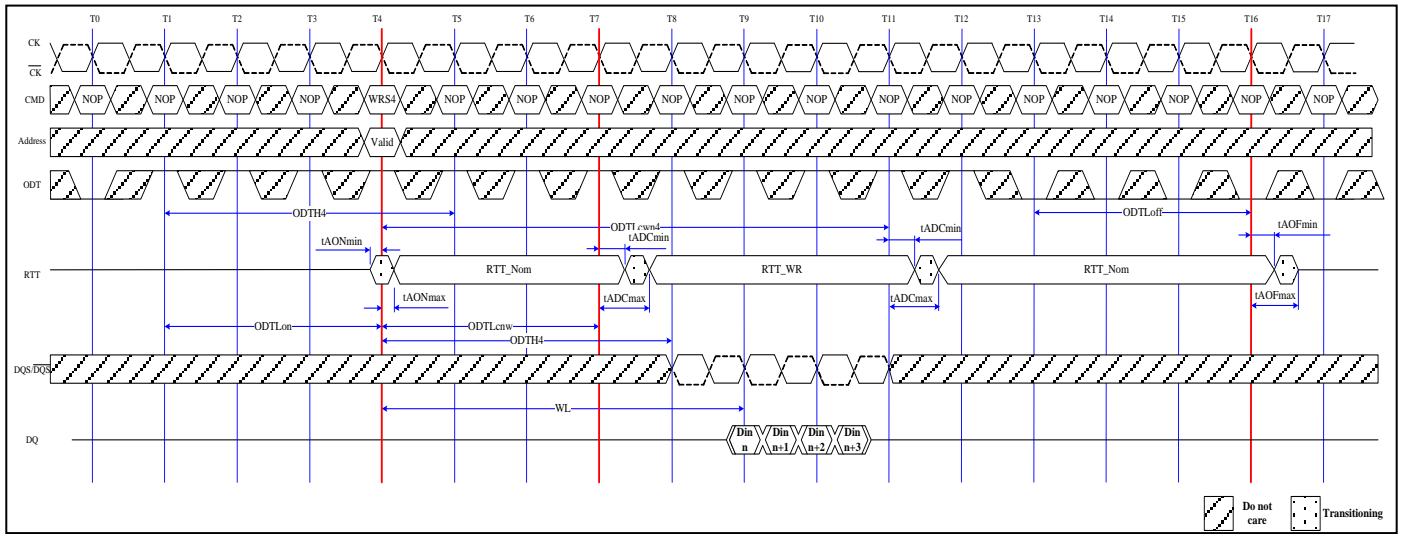 T0 T1 T2 T3 T4 T5 T6 T7 T8 T9 T10 T11 T12 T13 T14 T15 T16 T17
CK
CK
CMD NOP NOP NOP NOP WRS4 NOP NOP NOP NOP NOP NOP NOP NOP NOP NOP NOP NOP NOP
Address Valid
ODT
ODTH4 ODTLoff
ODTLcwn4
tAONmin tADCmin tADCmin tAOFmin
RTT RTT_Nom RTT_WR RTT_Nom
tAONmax tADCmax tADCmax tAOFmax
ODTLon ODTLcnw
ODTH4
DQS/DQS
WL
DQ Din n Din n+1 Din n+2 Din n+3
Do not care Transitioning